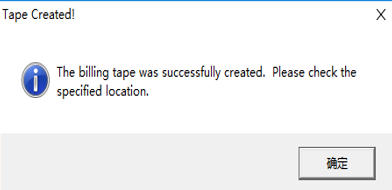 Tape Created!
X
The billing tape was successfully created.  Please check the
specified location.
确定